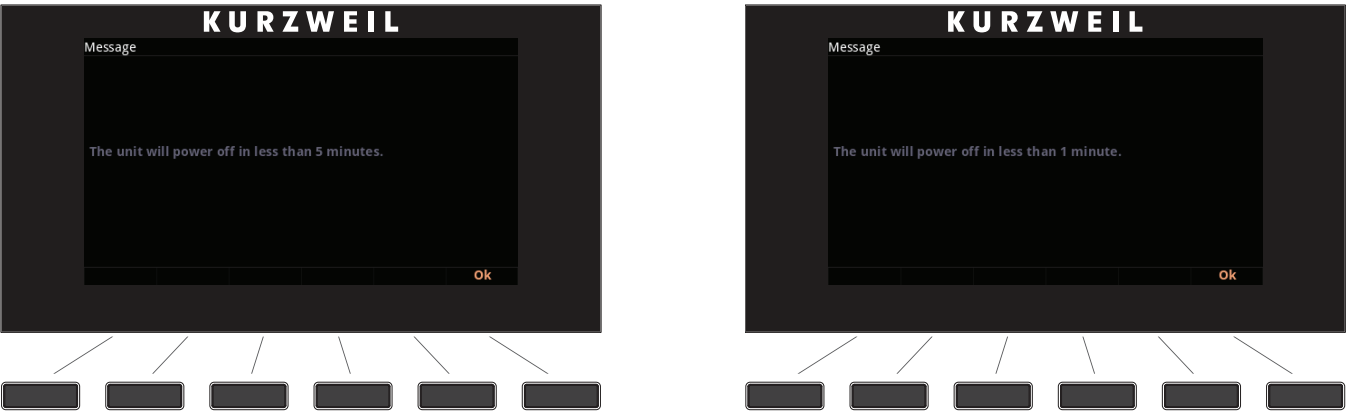 KURZWEIL
Message
The unit will power off in less than 5 minutes.
Ok
KURZWEIL
Message
The unit will power off in less than 1 minute.
Ok